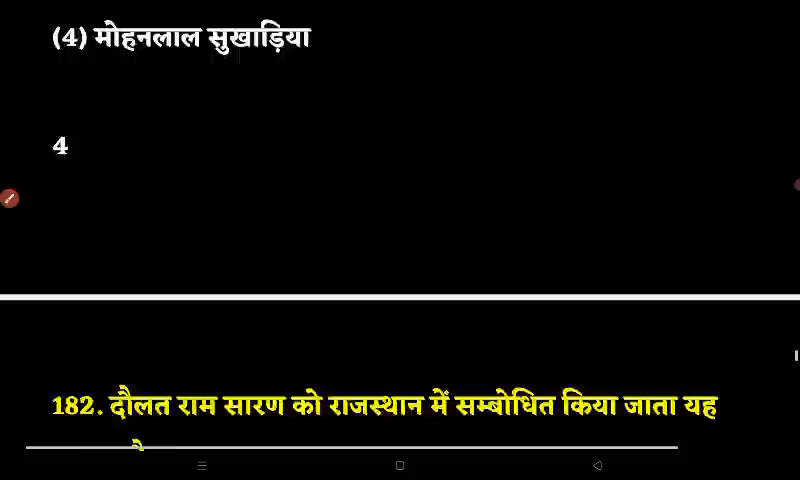 (4) मोहनलाल सुखाड़िया
4
182. दौलत राम सारण को राजस्थान में सम्बोधित किया जाता यह